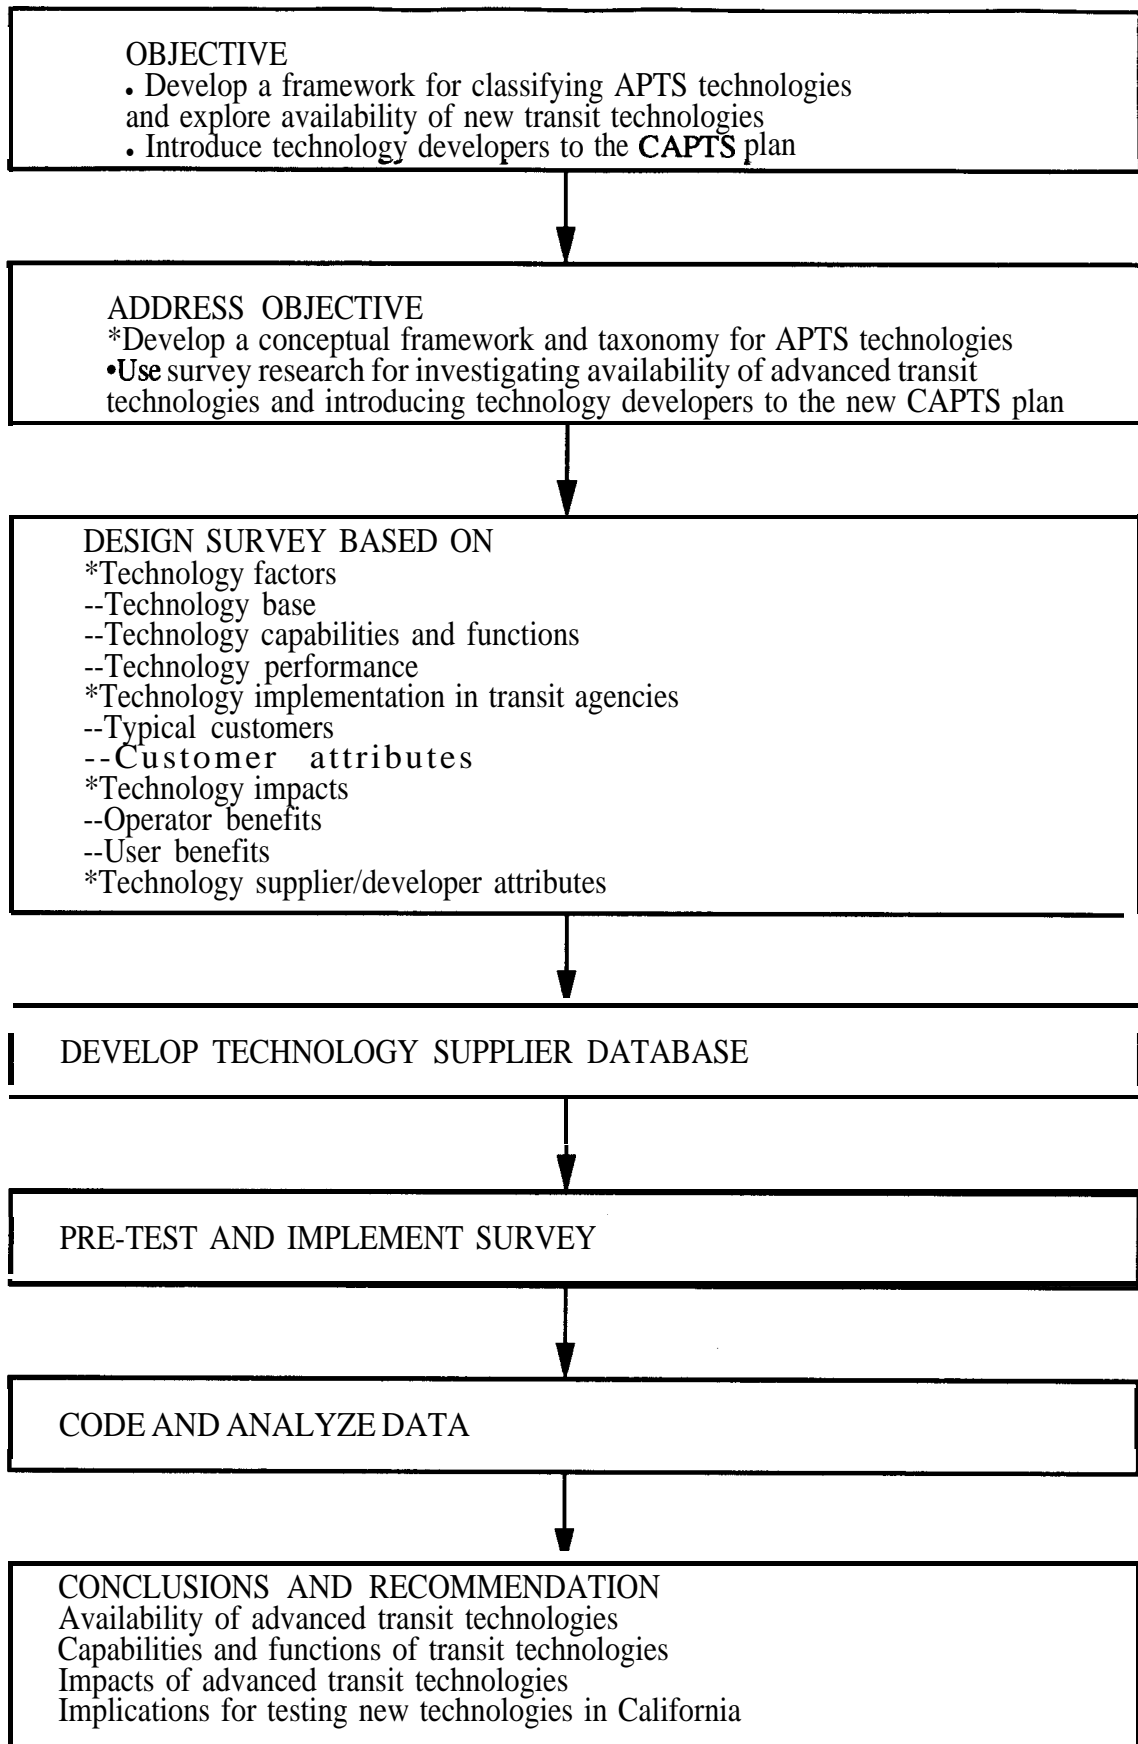 OBJECTIVE
• Develop a framework for classifying APTS technologies
and explore availability of new transit technologies
• Introduce technology developers to the CAPTS plan
ADDRESS OBJECTIVE
*Develop a conceptual framework and taxonomy for APTS technologies
•Use survey research for investigating availability of advanced transit
technologies and introducing technology developers to the new CAPTS plan
DESIGN SURVEY BASED ON
*Technology factors
--Technology base
--Technology capabilities and functions
--Technology performance
*Technology implementation in transit agencies
--Typical customers
--Customer attributes
*Technology impacts
--Operator benefits
--User benefits
*Technology supplier/developer attributes
DEVELOP TECHNOLOGY SUPPLIER DATABASE
PRE-TEST AND IMPLEMENT SURVEY
CODE AND ANALYZE DATA
CONCLUSIONS AND RECOMMENDATION
Availability of advanced transit technologies
Capabilities and functions of transit technologies
Impacts of advanced transit technologies
Implications for testing new technologies in California